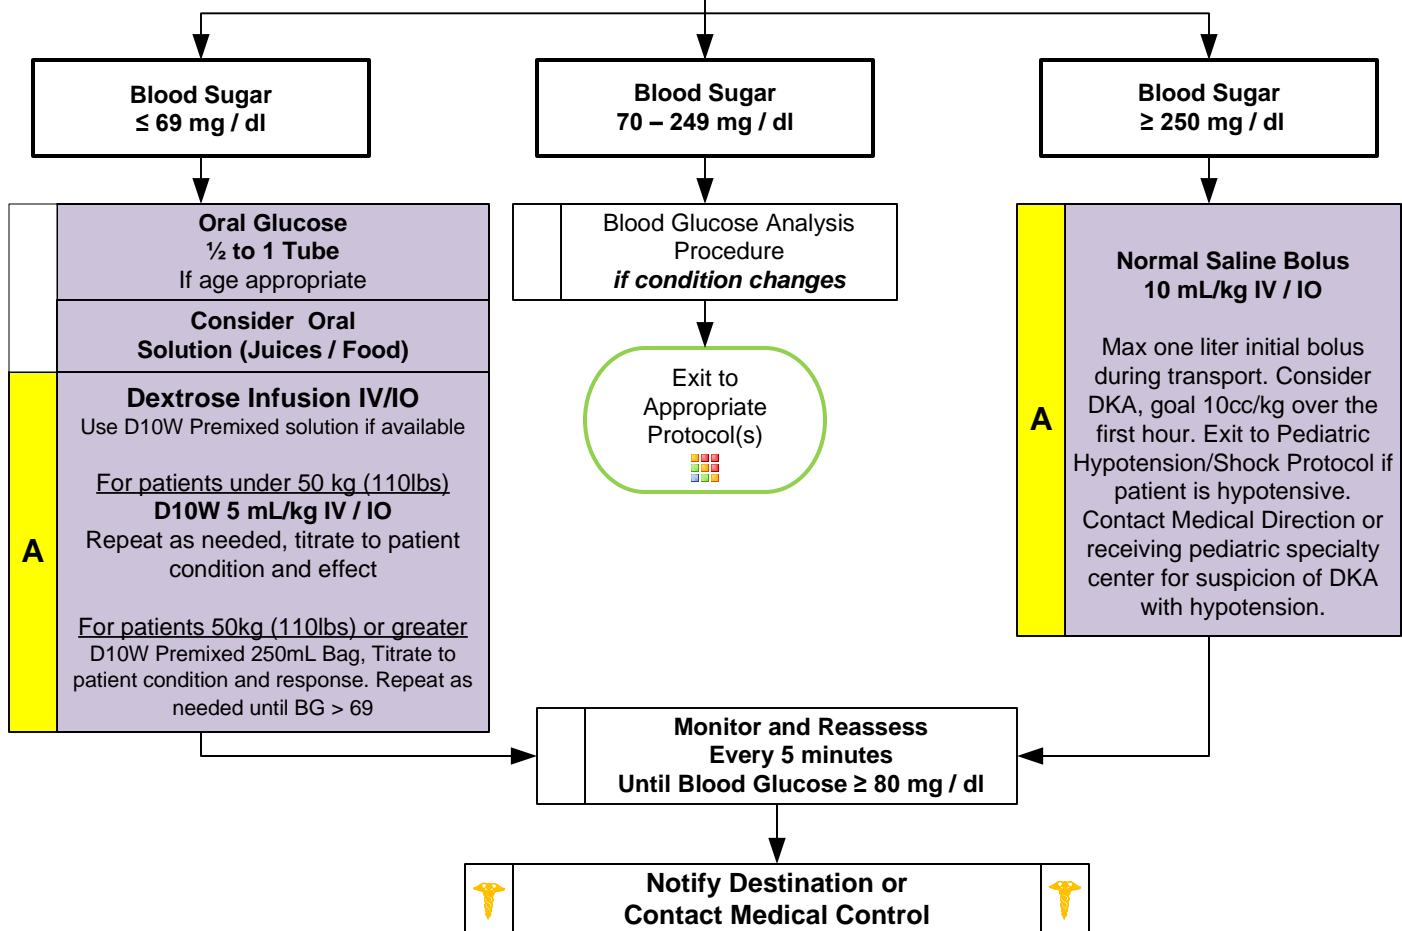 Blood Sugar
≤ 69 mg / dl
Blood Sugar
70 – 249 mg / dl
Blood Sugar
≥ 250 mg / dl
Oral Glucose
½ to 1 Tube
If age appropriate
Consider Oral
Solution (Juices / Food)
A
Dextrose Infusion IV/IO
Use D10W Premixed solution if available
For patients under 50 kg (110lbs)
D10W 5 mL/kg IV / IO
Repeat as needed, titrate to patient
condition and effect
For patients 50kg (110lbs) or greater
D10W Premixed 250mL Bag, Titrate to
patient condition and response. Repeat as
needed until BG > 69
Blood Glucose Analysis
Procedure
if condition changes
Exit to
Appropriate
Protocol(s)
A
Normal Saline Bolus
10 mL/kg IV / IO
Max one liter initial bolus
during transport. Consider
DKA, goal 10cc/kg over the
first hour. Exit to Pediatric
Hypotension/Shock Protocol if
patient is hypotensive.
Contact Medical Direction or
receiving pediatric specialty
center for suspicion of DKA
with hypotension.
Monitor and Reassess
Every 5 minutes
Until Blood Glucose ≥ 80 mg / dl
Notify Destination or
Contact Medical Control